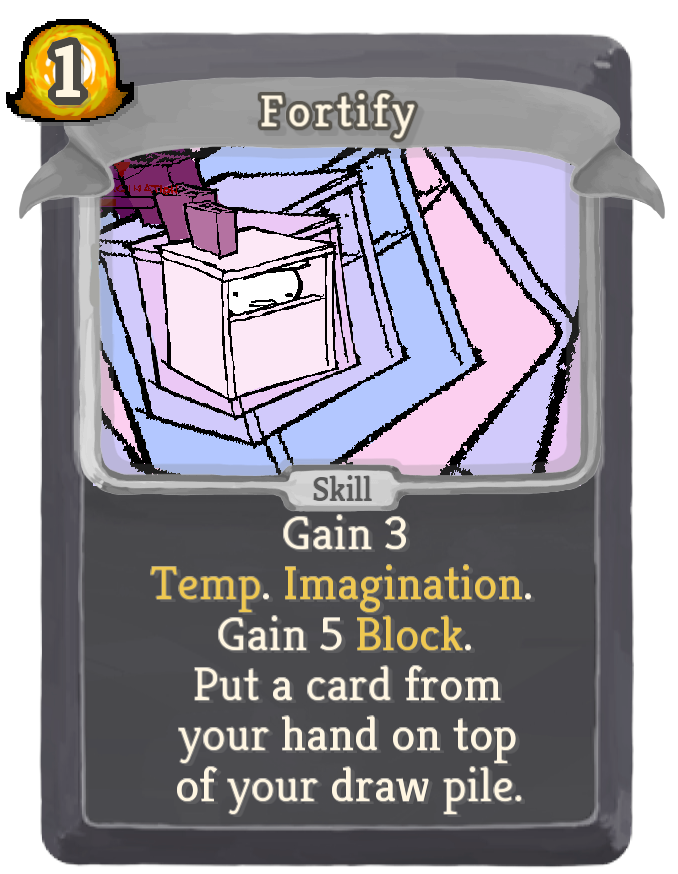 1
Fortify
Skill
Gain 3
Temp. Imagination.
Gain 5 Block.
Put a card from
your hand on top
of your draw pile.